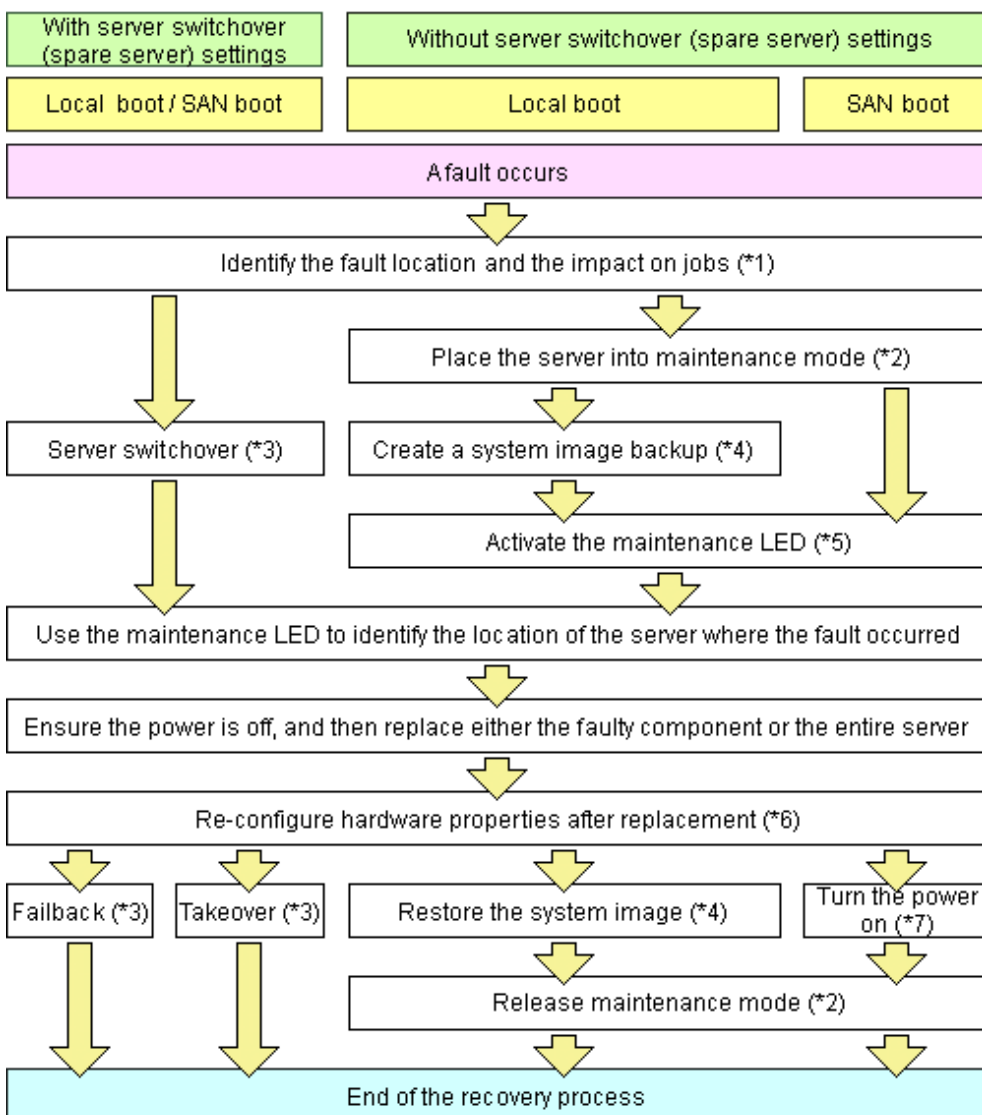 With server switchover
(spare server) settings
Without server switchover (spare server) settings
Local boot / SAN boot
Local boot
SAN boot
A fault occurs
Identify the fault location and the impact on jobs (*1)
Place the server into maintenance mode (*2)
Server switchover (*3)
Create a system image backup (*4)
Activate the maintenance LED (*5)
Use the maintenance LED to identify the location of the server where the fault occurred
Ensure the power is off, and then replace either the faulty component or the entire server
Re-configure hardware properties after replacement (*6)
Failback (*3)
Takeover (*3)
Restore the system image (*4)
Turn the power
on (*7)
Release maintenance mode (*2)
End of the recovery process